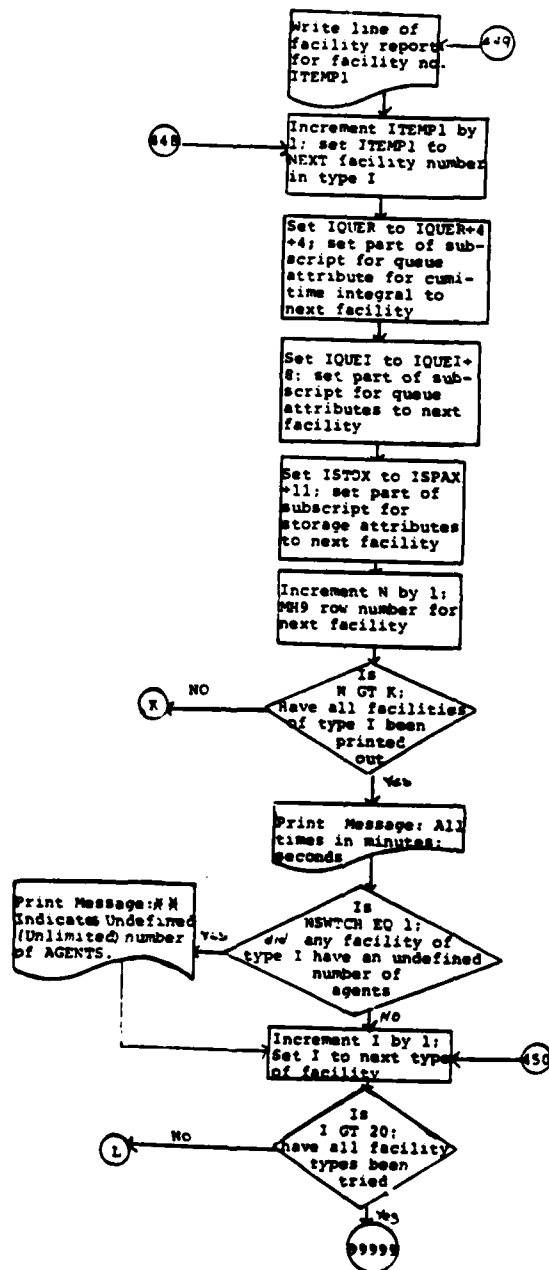 Write line of
facility report
for facility no.
ITEMP1
449
448
Increment ITEMP1 by
1; set ITEMP1 to
NEXT facility number
in type I
Set IQUER to IQUER+4
+4; set part of sub-
script for queue
attribute for cumi-
time integral to
next facility
Set IQUEI to IQUEI+
8; set part of sub-
script for queue
attributes to next
facility
Set ISTOX to ISPAX
+11; set part of
subscript for
storage attributes
to next facility
Increment N by 1;
MH9 row number for
next facility
Is
N GT K;
Have all facilities
of type I been
printed
out
NO
K
Yes
Print Message: All
times in minutes:
seconds
Is
NSWTCH EQ 1;
did any facility of
type I have an undefined
number of
agents
Yes
Print Message:**
Indicates Undefined
(Unlimited) number
of AGENTS.
NO
Increment I by 1;
Set I to next type
of facility
450
Is
I GT 20;
have all facility
types been
tried
NO
L
Yes
99999